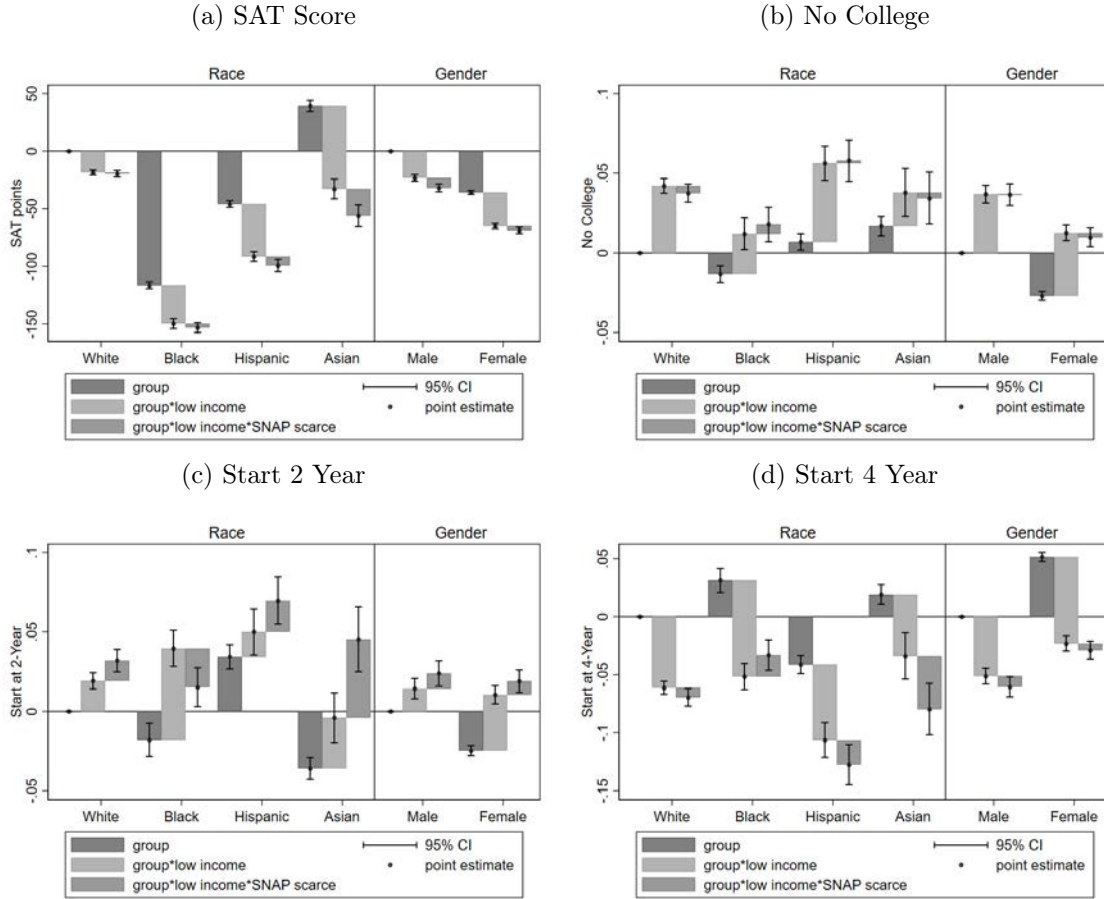 (a) SAT Score
Race Gender
SAT points
50
0
-50
-100
-150
White Black Hispanic Asian Male Female
group 95% CI
group*low income point estimate
group*low income*SNAP scarce
(b) No College
Race Gender
No College
.1
.05
0
-.05
White Black Hispanic Asian Male Female
group 95% CI
group*low income point estimate
group*low income*SNAP scarce
(c) Start 2 Year
Race Gender
Start at 2-Year
.1
.05
0
-.05
White Black Hispanic Asian Male Female
group 95% CI
group*low income point estimate
group*low income*SNAP scarce
(d) Start 4 Year
Race Gender
Start at 4-Year
.05
0
-.05
-.1
-.15
White Black Hispanic Asian Male Female
group 95% CI
group*low income point estimate
group*low income*SNAP scarce